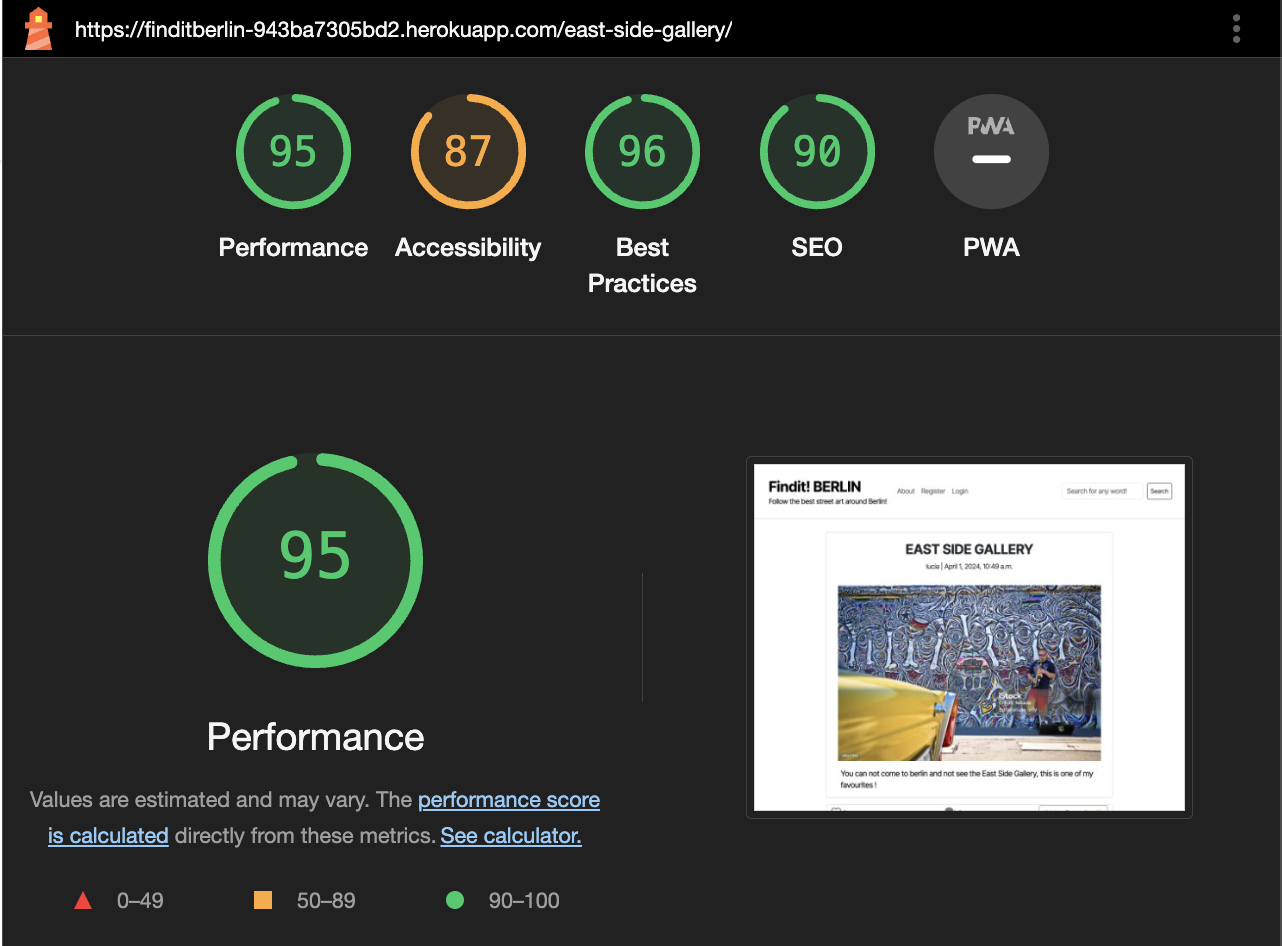 https://finditberlin-943ba7305bd2.herokuapp.com/east-side-gallery/
95
87
96
90
PWA
Performance
Accessibility
Best
Practices
SEO
PWA
95
Performance
Values are estimated and may vary. The performance score
is calculated directly from these metrics. See calculator.
0–49
50–89
90–100
Findit! BERLIN
Follow the best street art around Berlin!
About
Register
Login
Search for any word!
Search
EAST SIDE GALLERY
lucia | April 1, 2024, 10:49 a.m.
iStock
You can not come to berlin and not see the East Side Gallery, this is one of my
favourites !